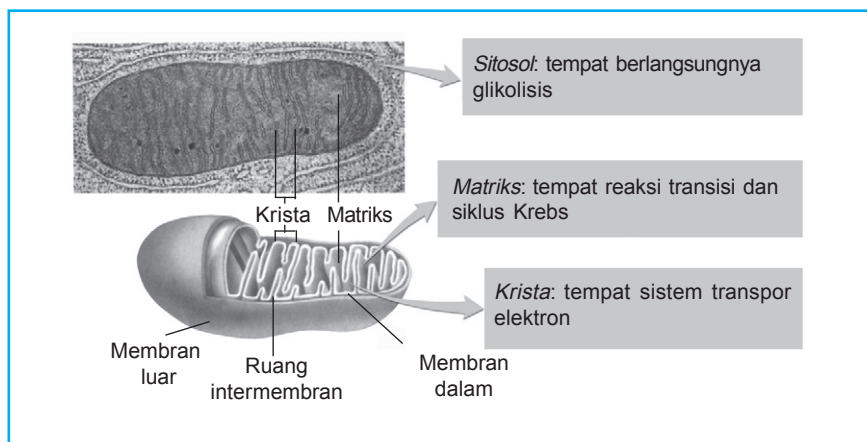 Sitosol: tempat berlangsungnya
glikolisis
Matriks: tempat reaksi transisi dan
siklus Krebs
Krista Matriks
Krista: tempat sistem transpor
elektron
Membran
luar
Ruang
intermembran
Membran
dalam